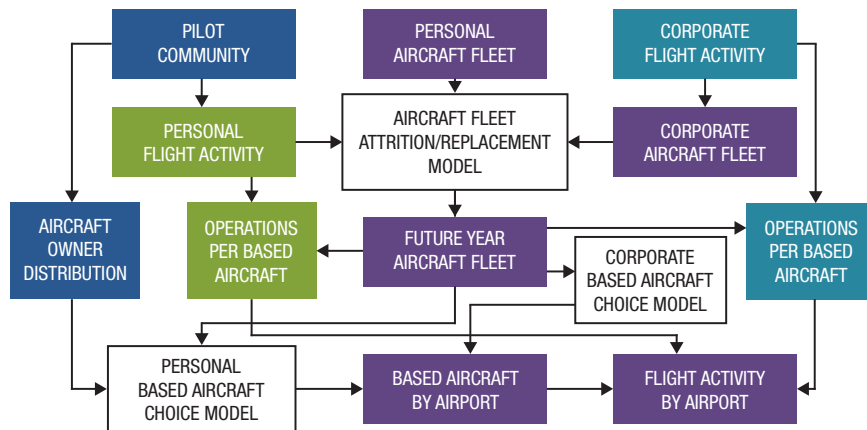 PILOT
COMMUNITY
PERSONAL
AIRCRAFT FLEET
CORPORATE
FLIGHT ACTIVITY
PERSONAL
FLIGHT ACTIVITY
AIRCRAFT FLEET
ATTRITION/REPLACEMENT
MODEL
CORPORATE
AIRCRAFT FLEET
AIRCRAFT
OWNER
DISTRIBUTION
OPERATIONS
PER BASED
AIRCRAFT
FUTURE YEAR
AIRCRAFT FLEET
CORPORATE
BASED AIRCRAFT
CHOICE MODEL
OPERATIONS
PER BASED
AIRCRAFT
PERSONAL
BASED AIRCRAFT
CHOICE MODEL
BASED AIRCRAFT
BY AIRPORT
FLIGHT ACTIVITY
BY AIRPORT